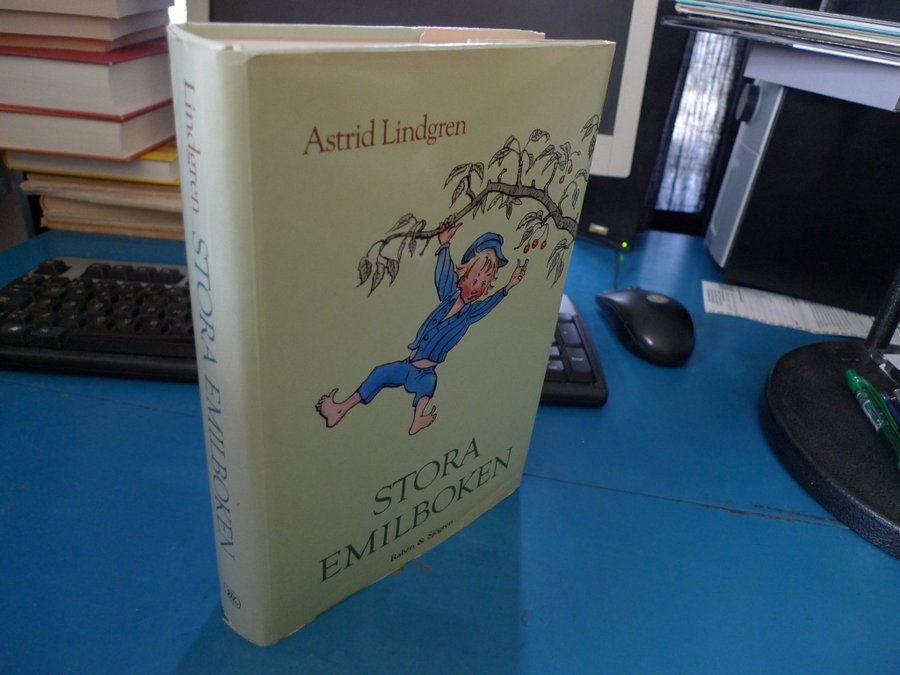 Lindgren STORA EMILBOKEN
Astrid Lindgren
STORA
EMILBOKEN
Rabén & Sjögren